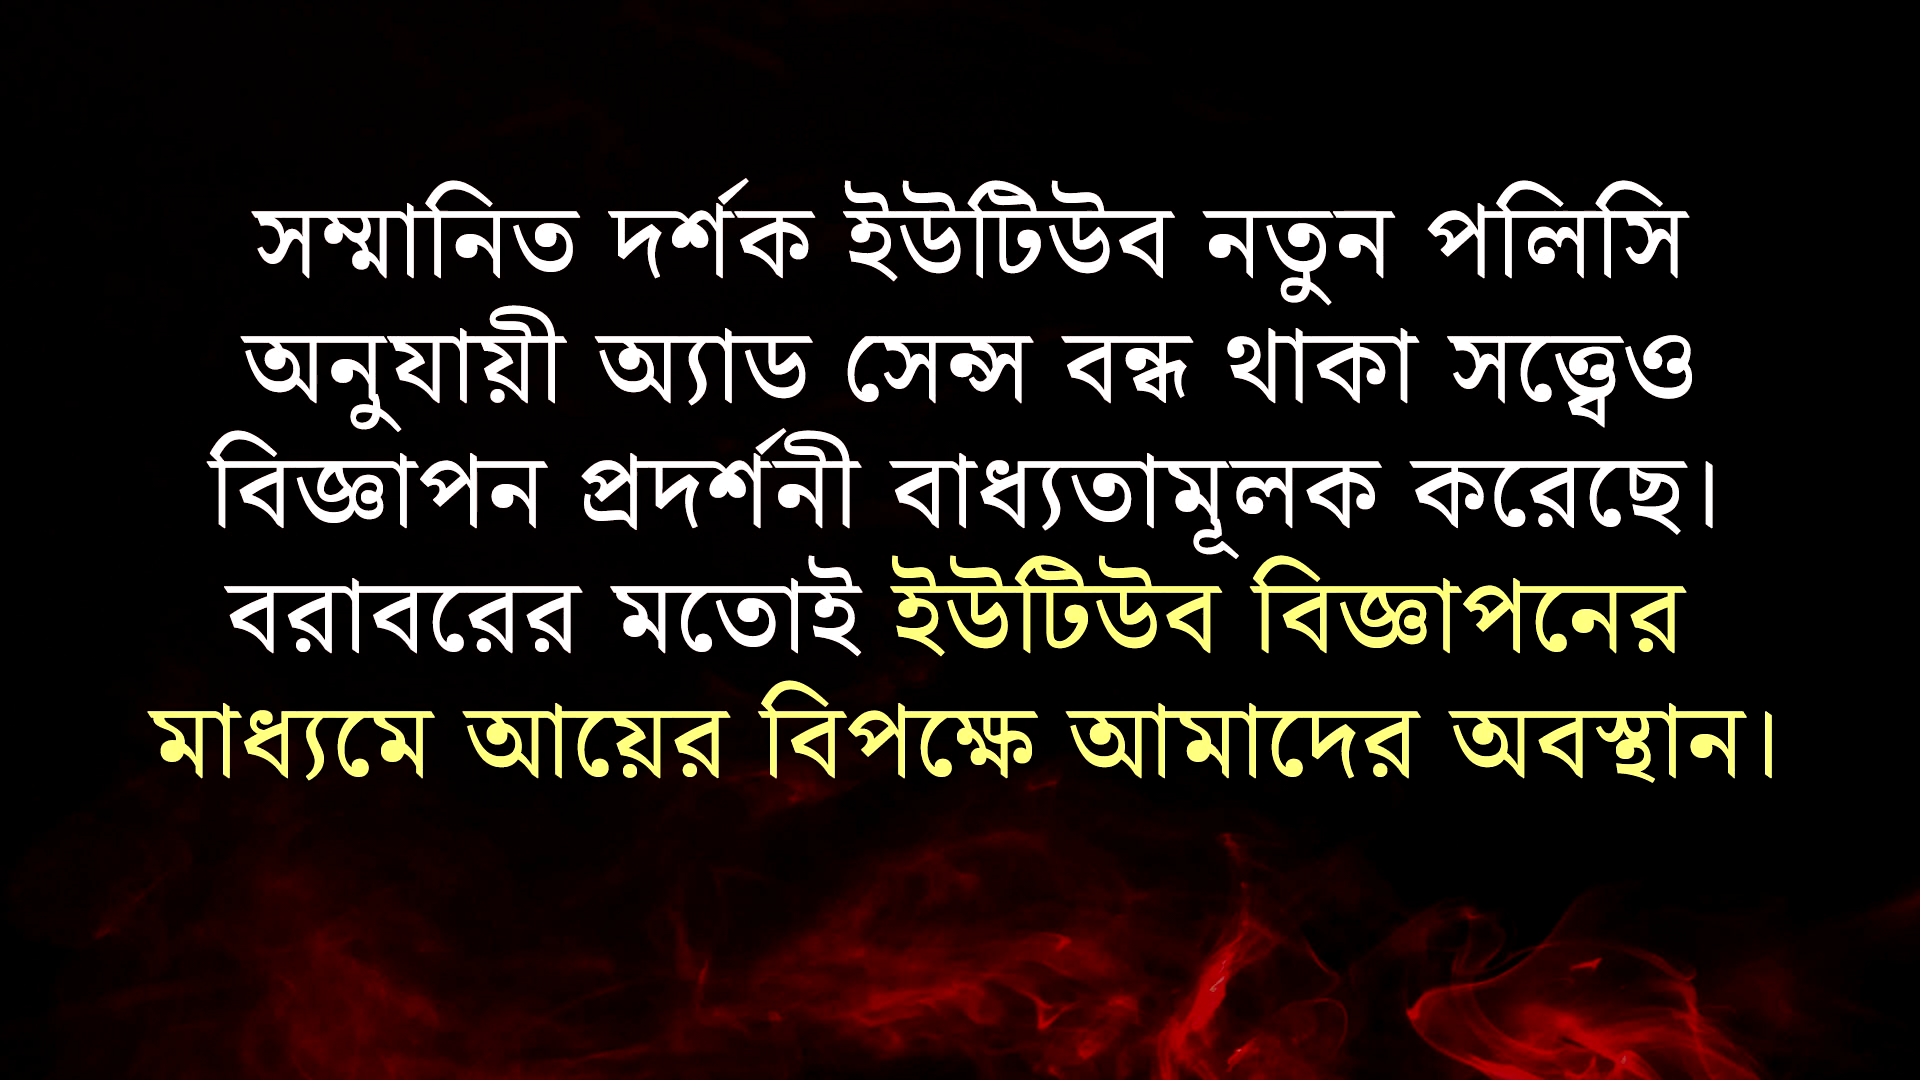 সম্মানিত দর্শক ইউটিউব নতুন পলিসি
অনুযায়ী অ্যাড সেন্স বন্ধ থাকা সত্ত্বেও
বিজ্ঞাপন প্রদর্শনী বাধ্যতামূলক করেছে।
বরাবরের মতোই ইউটিউব বিজ্ঞাপনের
মাধ্যমে আয়ের বিপক্ষে আমাদের অবস্থান।